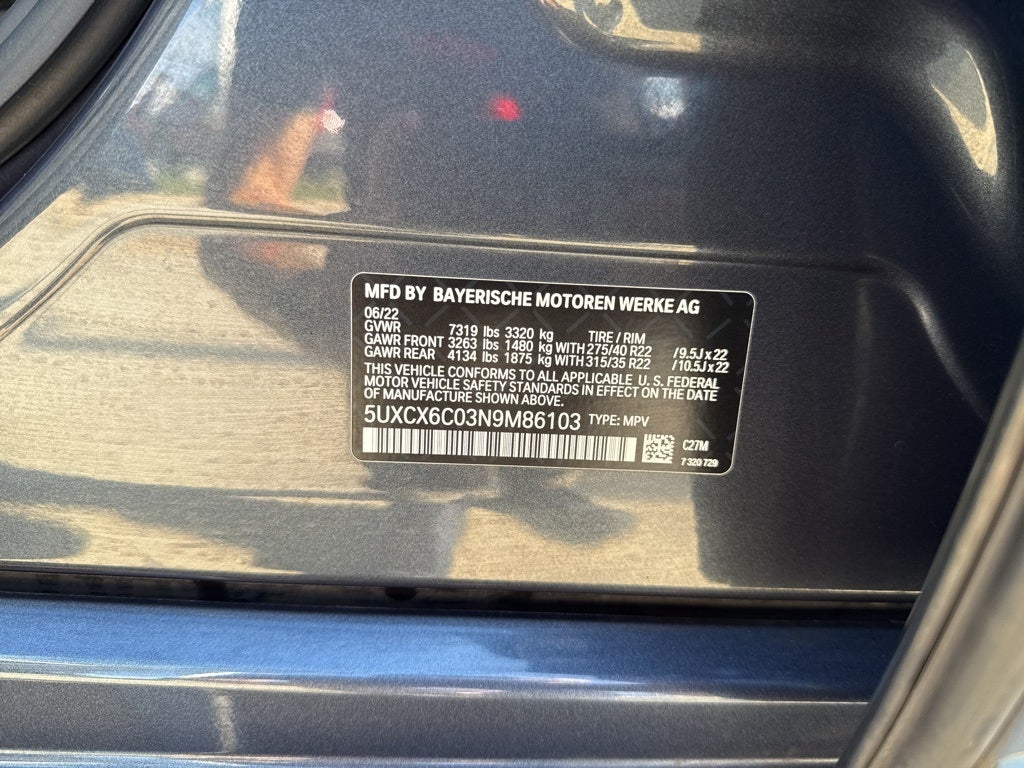 MFD BY BAYERISCHE MOTOREN WERKE AG
06/22
GVWR 7319 lbs 3320 kg TIRE / RIM
GAWR FRONT 3263 lbs 1480 kg WITH 275/40 R22 / 9.5J x 22
GAWR REAR 4134 lbs 1875 kg WITH 315/35 R22 / 10.5J x 22
THIS VEHICLE CONFORMS TO ALL APPLICABLE U. S. FEDERAL
MOTOR VEHICLE SAFETY STANDARDS IN EFFECT ON THE DATE
OF MANUFACTURE SHOWN ABOVE.
5UXCX6C03N9M86103 TYPE: MPV
C27M
7 320 729